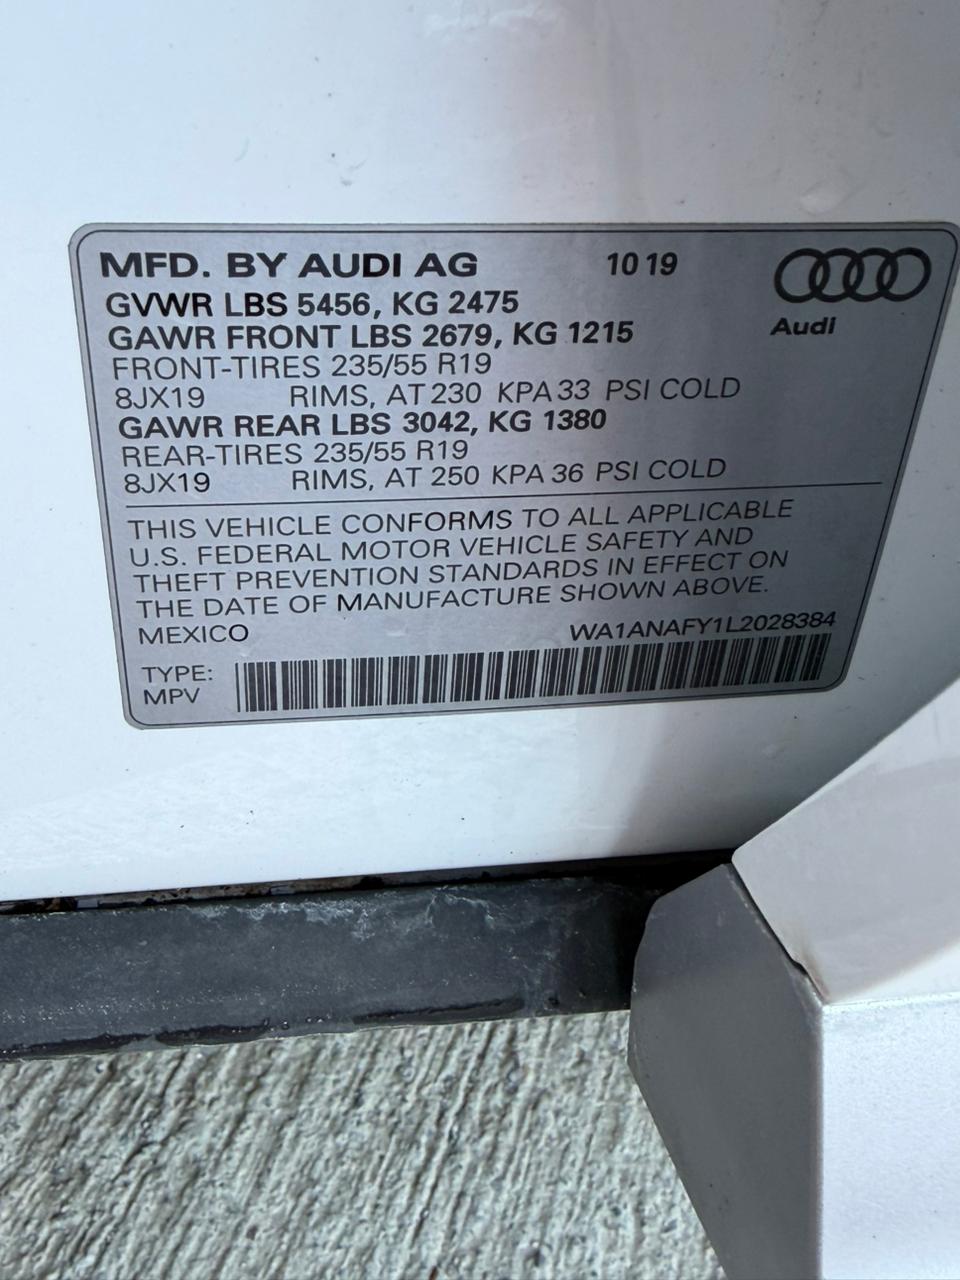 MFD. BY AUDI AG 10 19
Audi
GVWR LBS 5456, KG 2475
GAWR FRONT LBS 2679, KG 1215
FRONT-TIRES 235/55 R19
8JX19 RIMS, AT 230 KPA 33 PSI COLD
GAWR REAR LBS 3042, KG 1380
REAR-TIRES 235/55 R19
8JX19 RIMS, AT 250 KPA 36 PSI COLD
THIS VEHICLE CONFORMS TO ALL APPLICABLE
U.S. FEDERAL MOTOR VEHICLE SAFETY AND
THEFT PREVENTION STANDARDS IN EFFECT ON
THE DATE OF MANUFACTURE SHOWN ABOVE.
MEXICO WA1ANAFY1L2028384
TYPE:
MPV